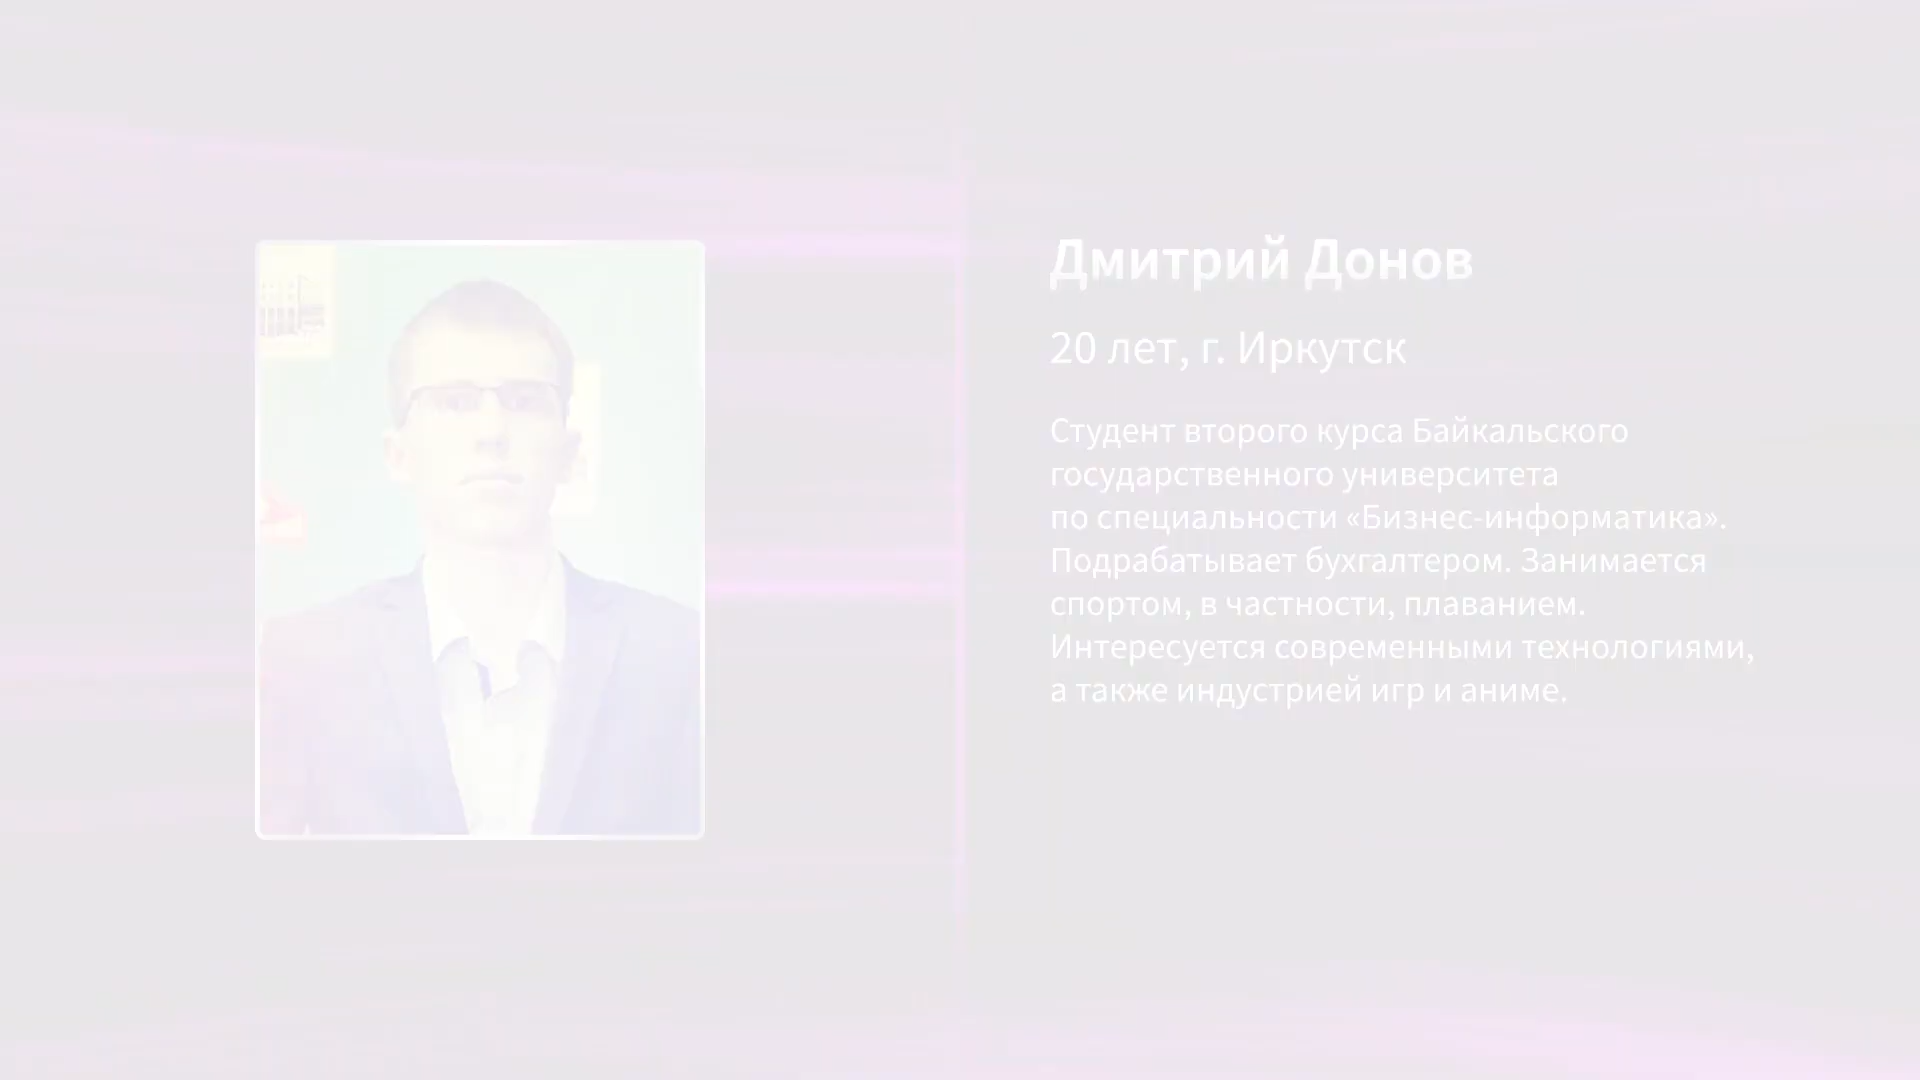 Дмитрий Донов
20 лет, г. Иркутск
Студент второго курса Байкальского
государственного университета
по специальности «Бизнес-информатика».
Подрабатывает бухгалтером. Занимается
спортом, в частности, плаванием.
Интересуется современными технологиями,
а также индустрией игр и аниме.